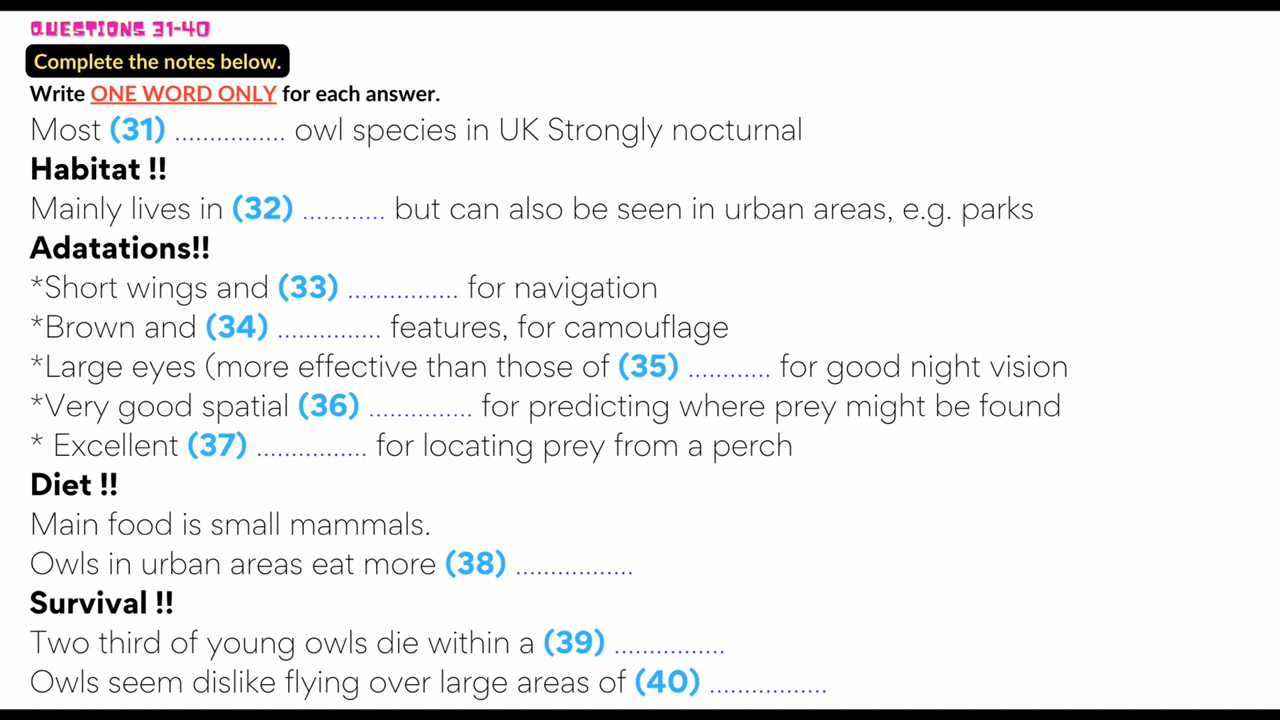 QUESTIONS 31-40
Complete the notes below.
Write ONE WORD ONLY for each answer.
Most (31) ............... owl species in UK Strongly nocturnal
Habitat !!
Mainly lives in (32) ............ but can also be seen in urban areas, e.g. parks
Adatations!!
*Short wings and (33) ................ for navigation
*Brown and (34) ............... features, for camouflage
*Large eyes (more effective than those of (35) ............ for good night vision
*Very good spatial (36) ............... for predicting where prey might be found
* Excellent (37) ................ for locating prey from a perch
Diet !!
Main food is small mammals.
Owls in urban areas eat more (38) .................
Survival !!
Two third of young owls die within a (39) ................
Owls seem dislike flying over large areas of (40) .................